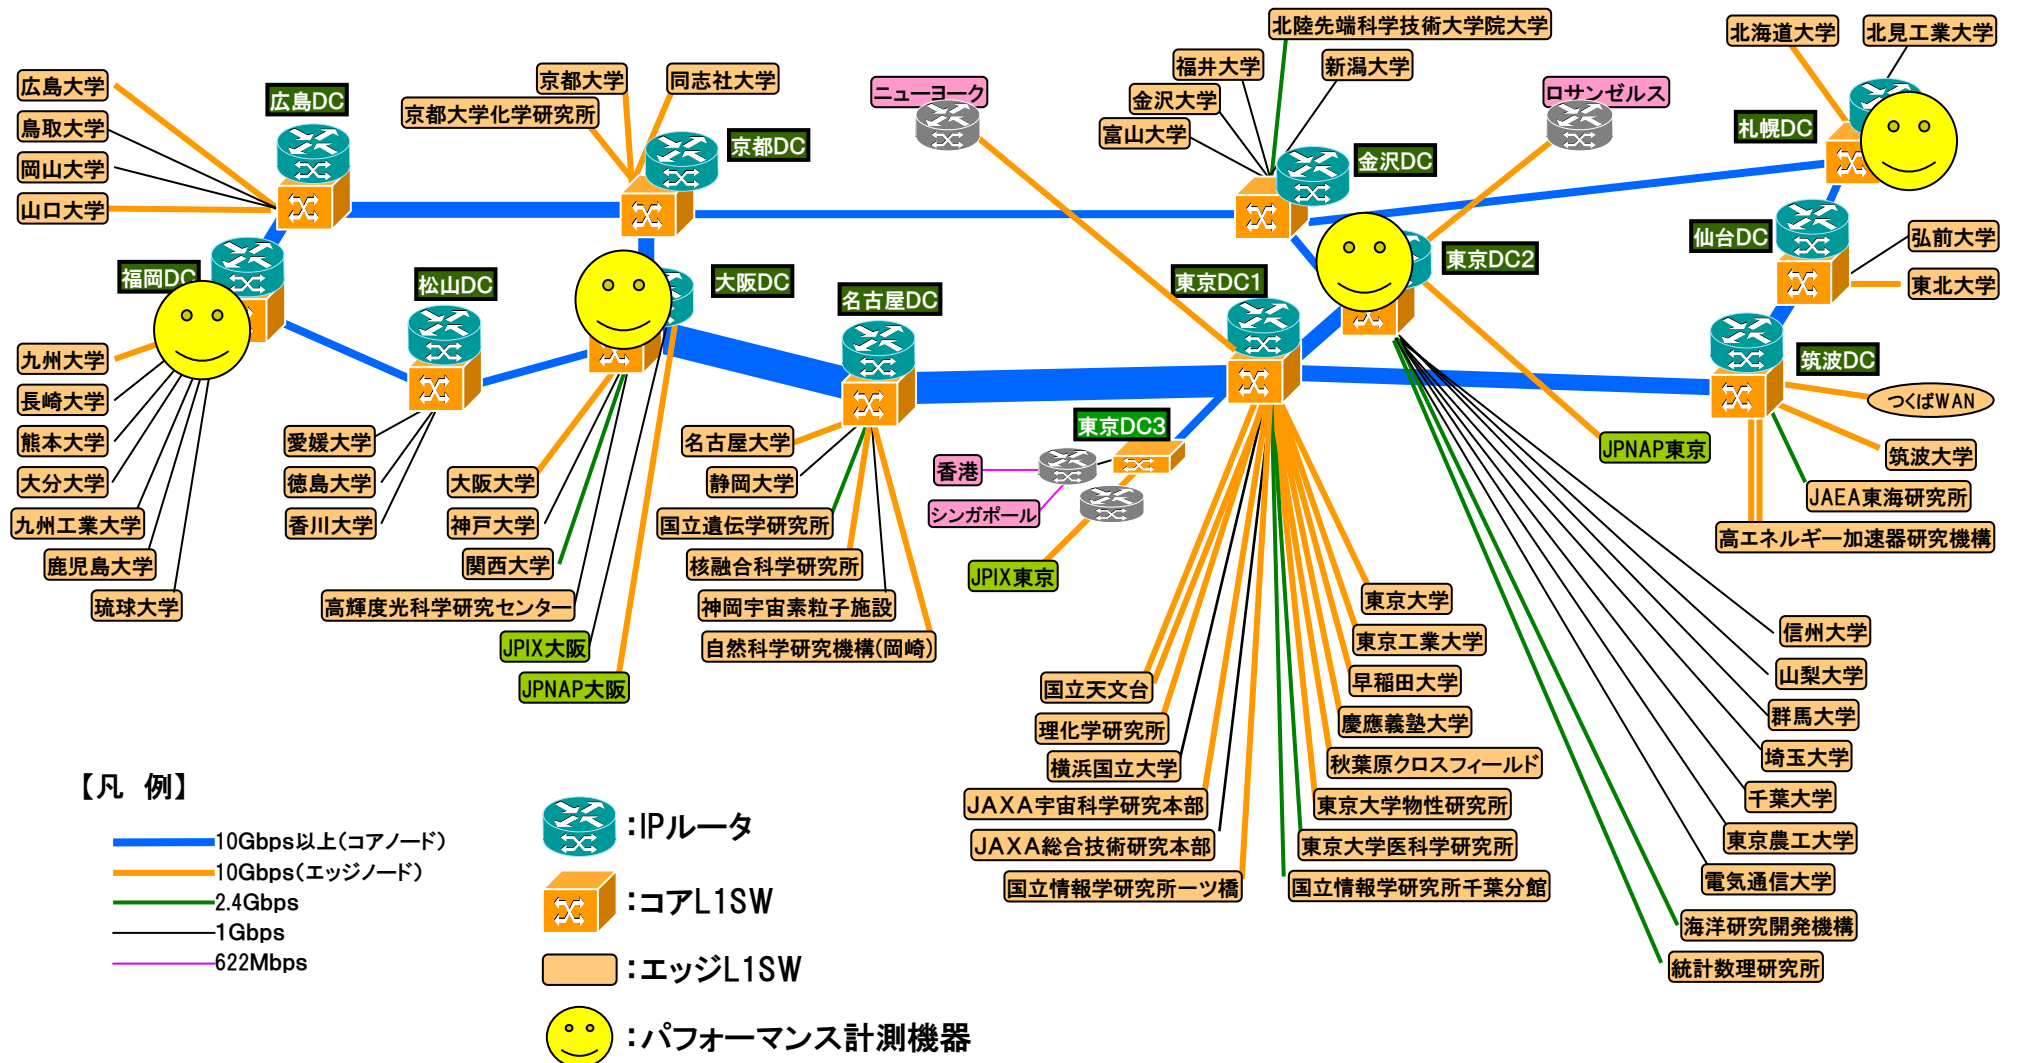 北陸先端科学技術大学院大学
北海道大学
北見工業大学
福井大学
新潟大学
京都大学
同志社大学
広島大学
広島DC
ニューヨーク
ロサンゼルス
金沢大学
京都大学化学研究所
鳥取大学
富山大学
札幌DC
京都DC
金沢DC
岡山大学
山口大学
仙台DC
弘前大学
福岡DC
松山DC
大阪DC
名古屋DC
東京DC1
東京DC2
東北大学
九州大学
筑波DC
長崎大学
つくばWAN
熊本大学
愛媛大学
名古屋大学
東京DC3
JPNAP東京
筑波大学
大分大学
徳島大学
大阪大学
静岡大学
香港
JAEA東海研究所
九州工業大学
香川大学
神戸大学
国立遺伝学研究所
シンガポール
高エネルギー加速器研究機構
鹿児島大学
関西大学
核融合科学研究所
JPIX東京
琉球大学
高輝度光科学研究センター
神岡宇宙素粒子施設
東京大学
JPIX大阪
自然科学研究機構(岡崎)
東京工業大学
信州大学
JPNAP大阪
国立天文台
早稲田大学
山梨大学
理化学研究所
慶應義塾大学
群馬大学
横浜国立大学
秋葉原クロスフィールド
埼玉大学
JAXA宇宙科学研究本部
東京大学物性研究所
千葉大学
JAXA総合技術研究本部
東京大学医科学研究所
東京農工大学
国立情報学研究所一ツ橋
国立情報学研究所千葉分館
電気通信大学
海洋研究開発機構
統計数理研究所
【凡 例】
10Gbps以上(コアノード)
10Gbps(エッジノード)
2.4Gbps
1Gbps
622Mbps
:IPルータ
:コアL1SW
:エッジL1SW
:パフォーマンス計測機器